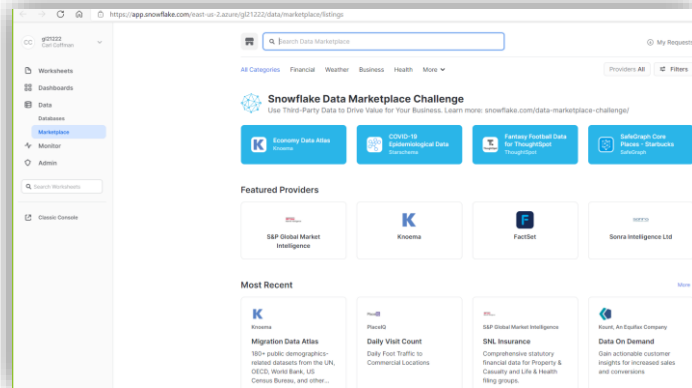 https://app.snowflake.com/east-us-2.azure/gl21222/data/marketplace/listings
CC
gl21222
Carl Coffman
Search Data Marketplace
My Requests
Worksheets
Dashboards
Data
Databases
Marketplace
Monitor
Admin
Search Worksheets
Classic Console
All Categories Financial Weather Business Health More
Providers All Filters
Snowflake Data Marketplace Challenge
Use Third-Party Data to Drive Value for Your Business. Learn more: snowflake.com/data-marketplace-challenge/
K
Economy Data Atlas
Knoema
COVID-19
Epidemiological Data
Starschema
Fantasy Football Data
for ThoughtSpot
ThoughtSpot
SafeGraph Core
Places - Starbucks
SafeGraph
Featured Providers
S&P Global Market
Intelligence
K
Knoema
F
FactSet
Sonra Intelligence Ltd
Most Recent
More
K
Knoema
Migration Data Atlas
180+ public demographics-
related datasets from the UN,
OECD, World Bank, US
Census Bureau, and other...
PlaceIQ
PlaceIQ
Daily Visit Count
Daily Foot Traffic to
Commercial Locations
S&P Global Market Intelligence
SNL Insurance
Comprehensive statutory
financial data for Property &
Casualty and Life & Health
filing groups.
Kount, An Equifax Company
Data On Demand
Gain actionable customer
insights for increased sales
and conversions